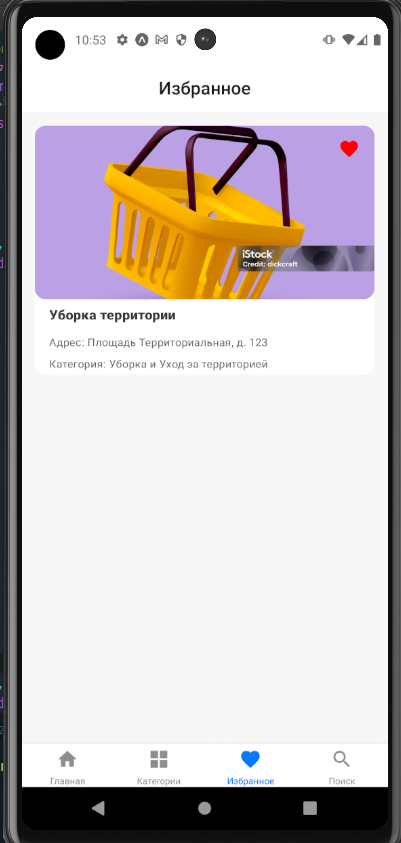 10:53
Избранное
iStock
Credit: dickcraft
Уборка территории
Адрес: Площадь Территориальная, д. 123
Категория: Уборка и Уход за территорией
Главная
Категории
Избранное
Поиск